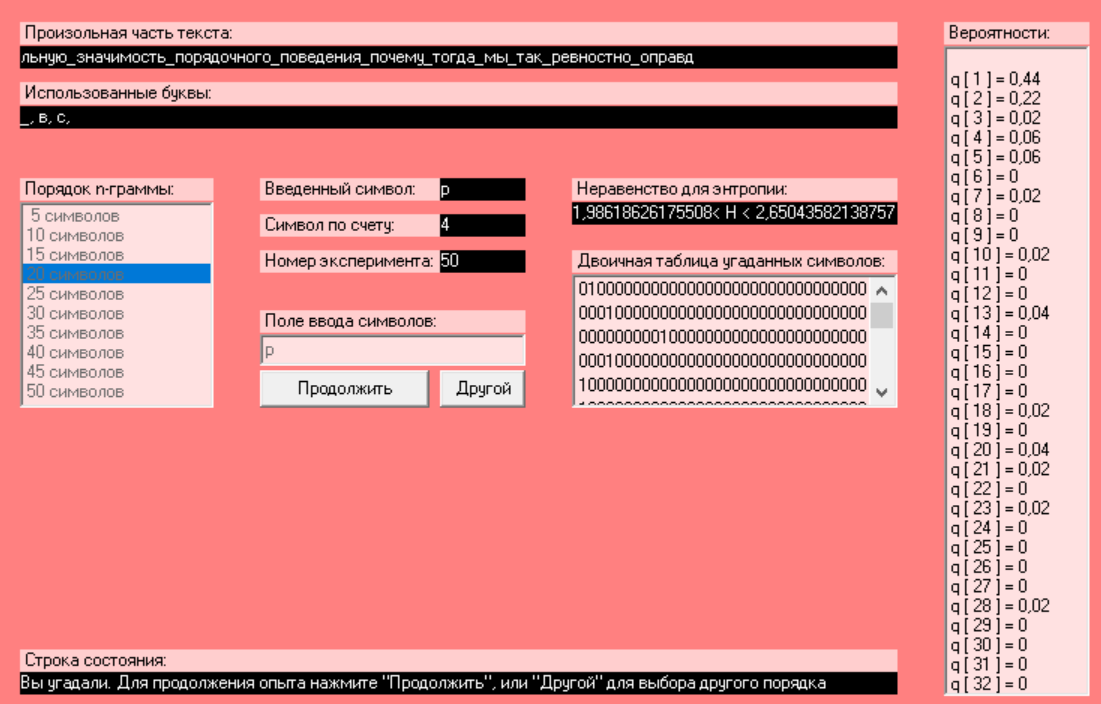 Произольная часть текста:
льную_значимость_порядочного_поведения_почему_тогда_мы_так_ревностно_оправд
Использованные буквы:
_, в, с,
Порядок n-граммы:
5 символов
10 символов
15 символов
20 символов
25 символов
30 символов
35 символов
40 символов
45 символов
50 символов
Введенный символ: р
Символ по счету: 4
Номер эксперимента: 50
Поле ввода символов:
р
Продолжить
Другой
Неравенство для энтропии:
1,98618626175508< H < 2,65043582138757
Двоичная таблица угаданных символов:
01000000000000000000000000000000
00010000000000000000000000000000
00000000010000000000000000000000
00010000000000000000000000000000
10000000000000000000000000000000
Вероятности:
q[ 1 ] = 0,44
q[ 2 ] = 0,22
q[ 3 ] = 0,02
q[ 4 ] = 0,06
q[ 5 ] = 0,06
q[ 6 ] = 0
q[ 7 ] = 0,02
q[ 8 ] = 0
q[ 9 ] = 0
q[ 10 ] = 0,02
q[ 11 ] = 0
q[ 12 ] = 0
q[ 13 ] = 0,04
q[ 14 ] = 0
q[ 15 ] = 0
q[ 16 ] = 0
q[ 17 ] = 0
q[ 18 ] = 0,02
q[ 19 ] = 0
q[ 20 ] = 0,04
q[ 21 ] = 0,02
q[ 22 ] = 0
q[ 23 ] = 0,02
q[ 24 ] = 0
q[ 25 ] = 0
q[ 26 ] = 0
q[ 27 ] = 0
q[ 28 ] = 0,02
q[ 29 ] = 0
q[ 30 ] = 0
q[ 31 ] = 0
q[ 32 ] = 0
Строка состояния:
Вы угадали. Для продолжения опыта нажмите "Продолжить", или "Другой" для выбора другого порядка